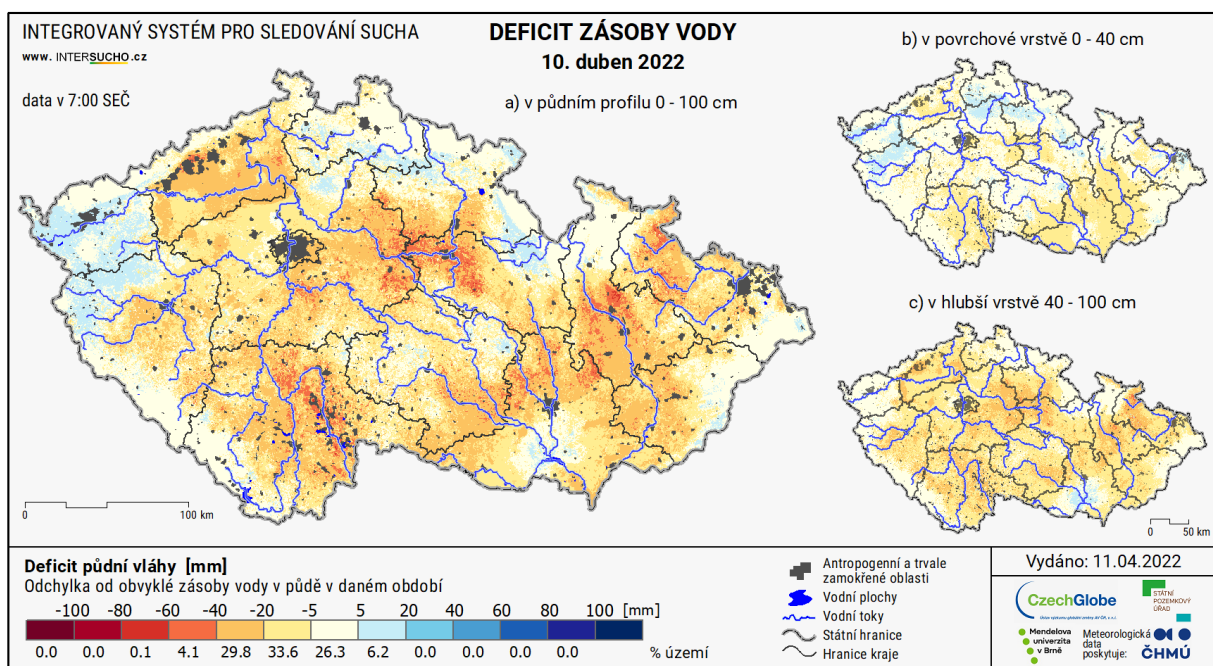 INTEGROVANÝ SYSTÉM PRO SLEDOVÁNÍ SUCHA
www. INTERSUCHO.cz
data v 7:00 SEČ
DEFICIT ZÁSOBY VODY
10. duben 2022
a) v půdním profilu 0 - 100 cm
b) v povrchové vrstvě 0 - 40 cm
c) v hlubší vrstvě 40 - 100 cm
0 100 km
0 50 km
Deficit půdní vláhy [mm]
Odchylka od obvyklé zásoby vody v půdě v daném období
-100 -80 -60 -40 -20 -5 5 20 40 60 80 100 [mm]
0.0 0.0 0.1 4.1 29.8 33.6 26.3 6.2 0.0 0.0 0.0 0.0 % území
Antropogenní a trvale
zamokřené oblasti
Vodní plochy
Vodní toky
Státní hranice
Hranice kraje
Vydáno: 11.04.2022
CzechGlobe
Ústav výzkumu globální změny AV ČR, v.v.i.
STÁTNÍ
POZEMKOVÝ
ÚŘAD
Mendelova
univerzita
v Brně
Meteorologická
data
poskytuje:
ČHMÚ